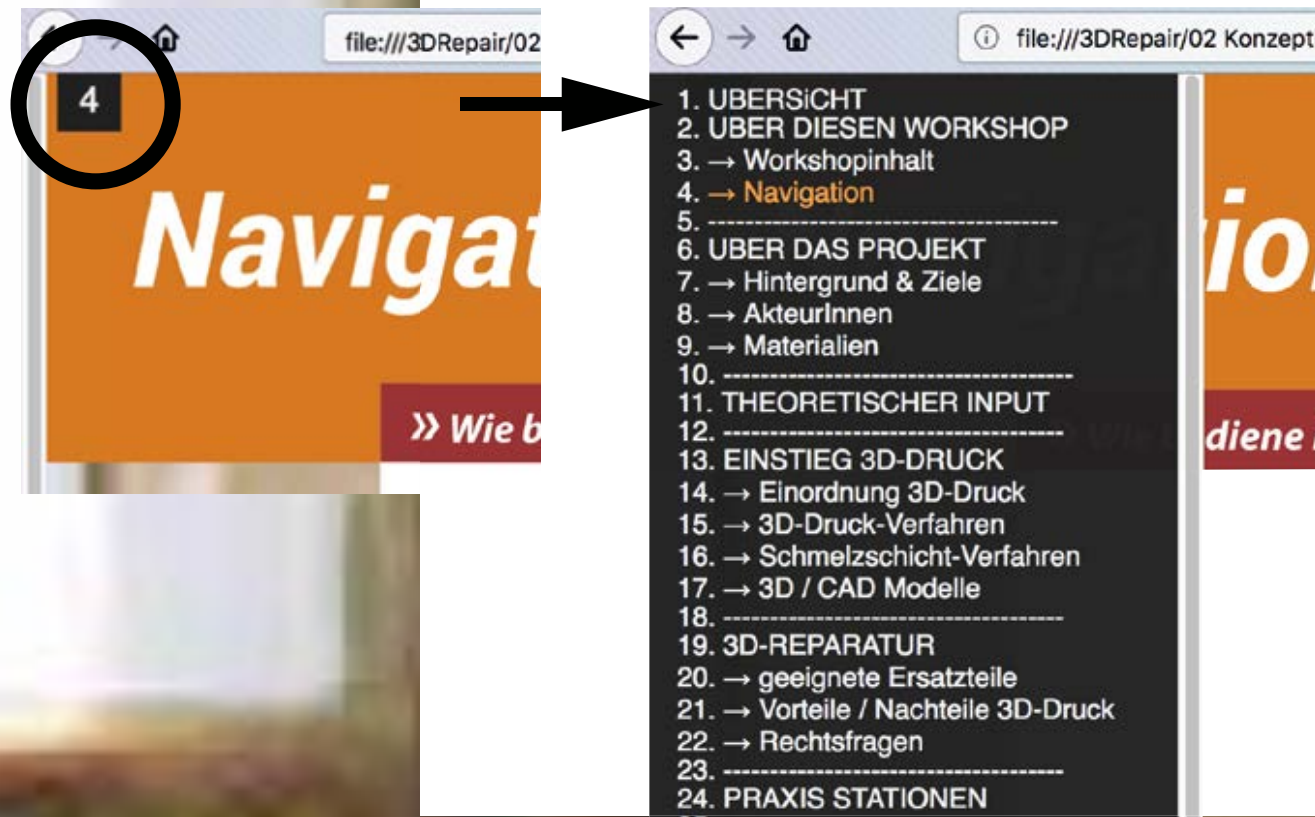 file:///3DRepair/02
4
Navigat
» Wie b
file:///3DRepair/02 Konzept
1. UBERSiCHT
2. UBER DIESEN WORKSHOP
3. → Workshopinhalt
4. → Navigation
5. ------------------------------------
6. UBER DAS PROJEKT
7. → Hintergrund & Ziele
8. → AkteurInnen
9. → Materialien
10. ------------------------------------
11. THEORETISCHER INPUT
12. -----------------------------------
13. EINSTIEG 3D-DRUCK
14. → Einordnung 3D-Druck
15. → 3D-Druck-Verfahren
16. → Schmelzschicht-Verfahren
17. → 3D / CAD Modelle
18. -----------------------------------
19. 3D-REPARATUR
20. → geeignete Ersatzteile
21. → Vorteile / Nachteile 3D-Druck
22. → Rechtsfragen
23. -----------------------------------
24. PRAXIS STATIONEN
io
diene